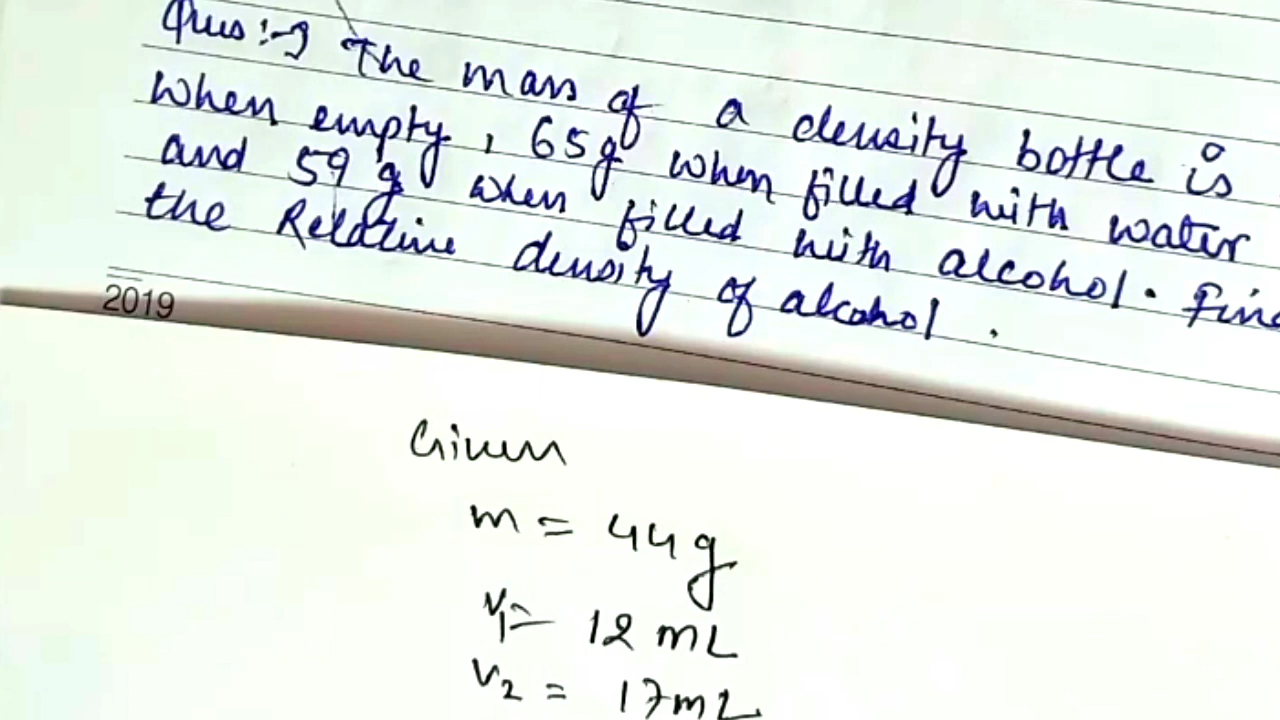 Ques :→ The mass of a density bottle is
when empty, 65g when filled with water
and 59 g when filled with alcohol. Find
the Relative density of alcohol.
2019
Given
m = 44g
V1 = 12 mL
V2 = 17mL